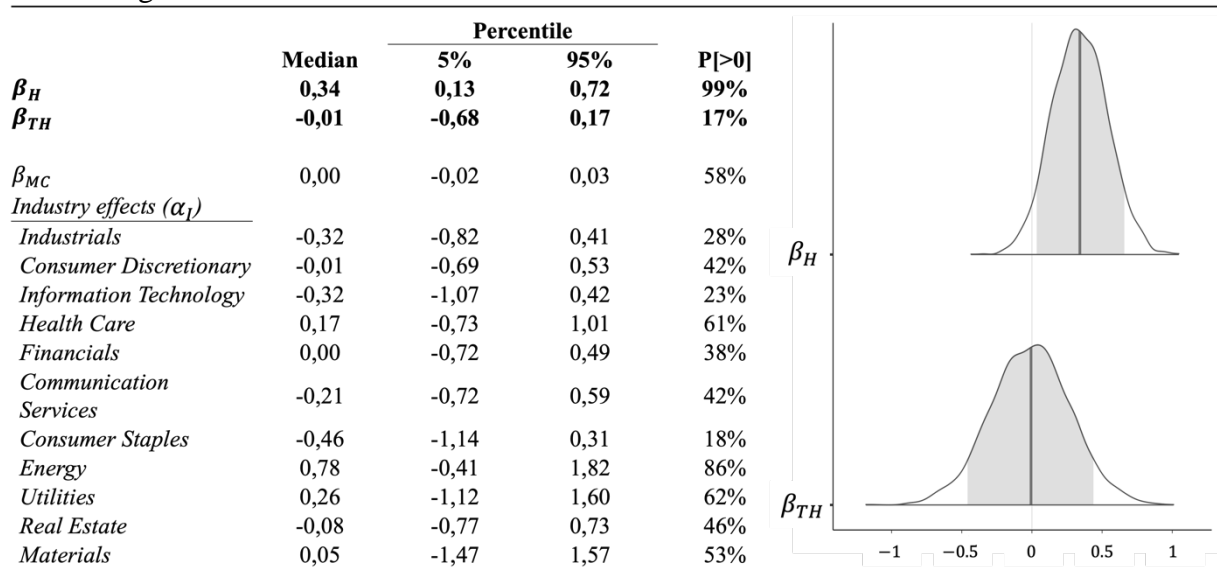 Percentile
Median 5% 95% P[>0]
β_H 0,34 0,13 0,72 99%
β_TH -0,01 -0,68 0,17 17%
β_MC 0,00 -0,02 0,03 58%
Industry effects (α_I)
Industrials -0,32 -0,82 0,41 28%
Consumer Discretionary -0,01 -0,69 0,53 42%
Information Technology -0,32 -1,07 0,42 23%
Health Care 0,17 -0,73 1,01 61%
Financials 0,00 -0,72 0,49 38%
Communication
Services -0,21 -0,72 0,59 42%
Consumer Staples -0,46 -1,14 0,31 18%
Energy 0,78 -0,41 1,82 86%
Utilities 0,26 -1,12 1,60 62%
Real Estate -0,08 -0,77 0,73 46%
Materials 0,05 -1,47 1,57 53%
β_H
β_TH
−1 −0.5 0 0.5 1